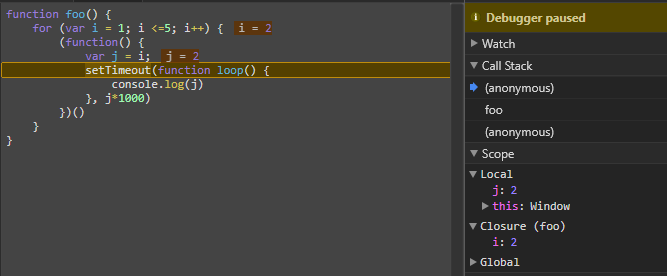 function foo() {
for (var i = 1; i <=5; i++) { i = 2
(function() {
var j = i; j = 2
setTimeout(function loop() {
console.log(j)
}, j*1000)
})()
}
}
Debugger paused
Watch
Call Stack
(anonymous)
foo
(anonymous)
Scope
Local
j: 2
this: Window
Closure (foo)
i: 2
Global